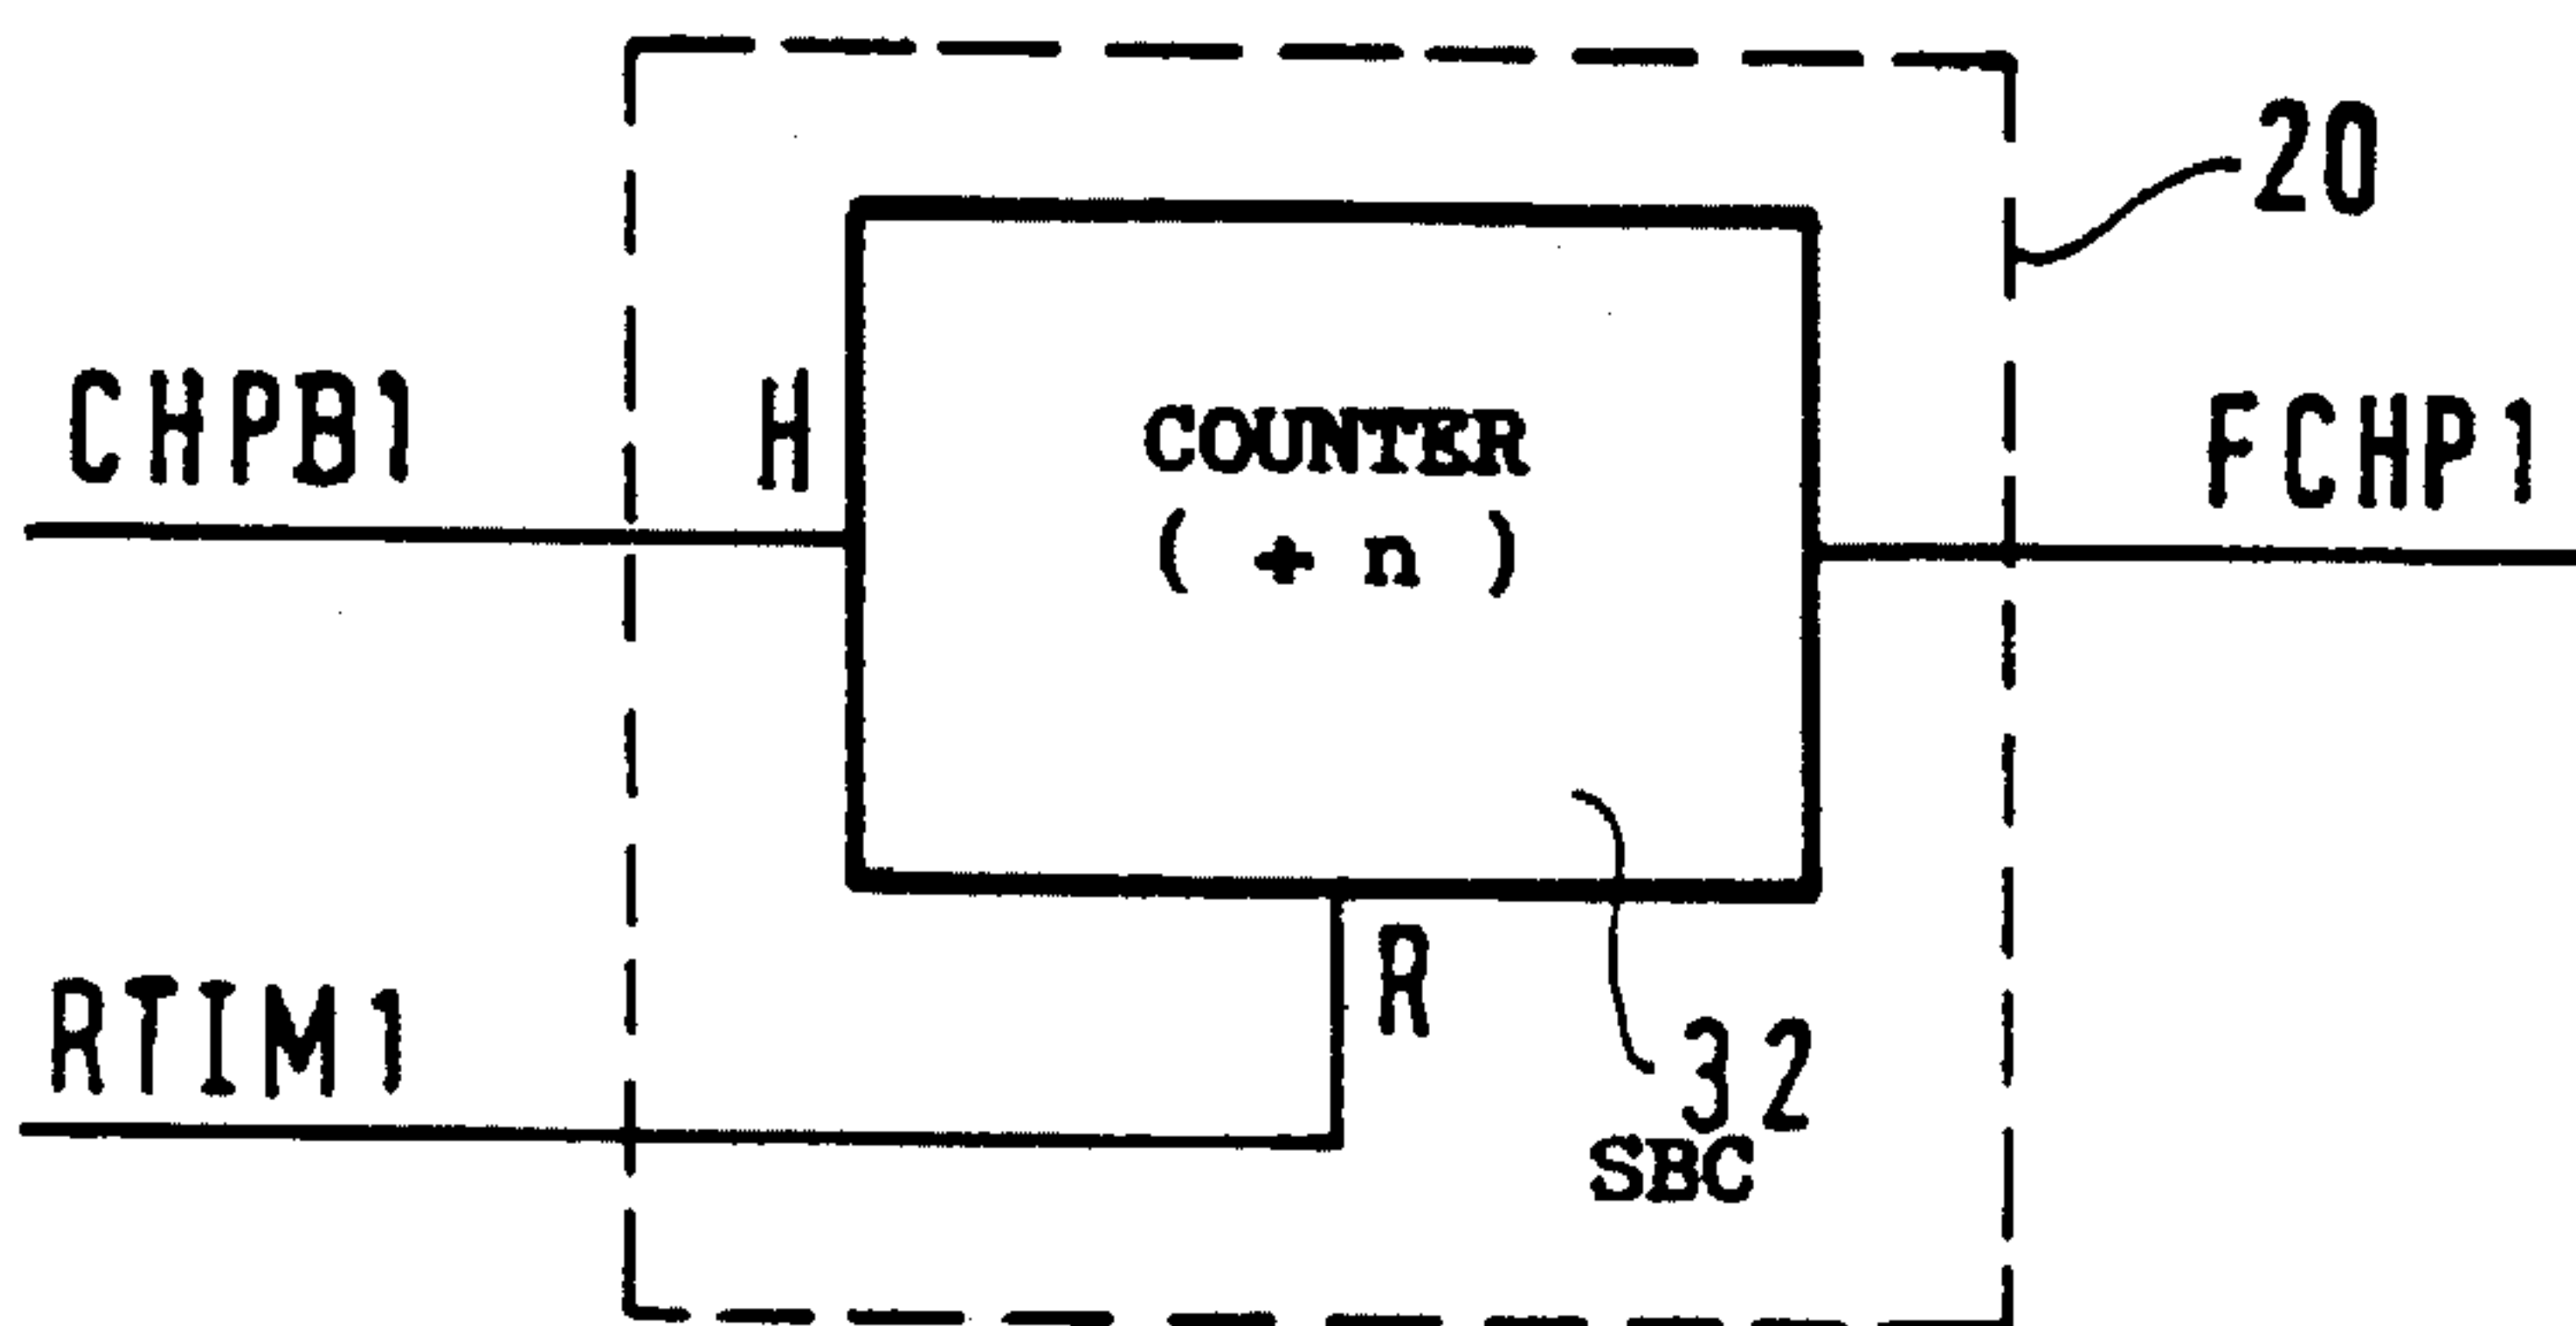 20
CHPB1
H
COUNTER
( + n )
FCHP1
R
RTIM1
32
SBC